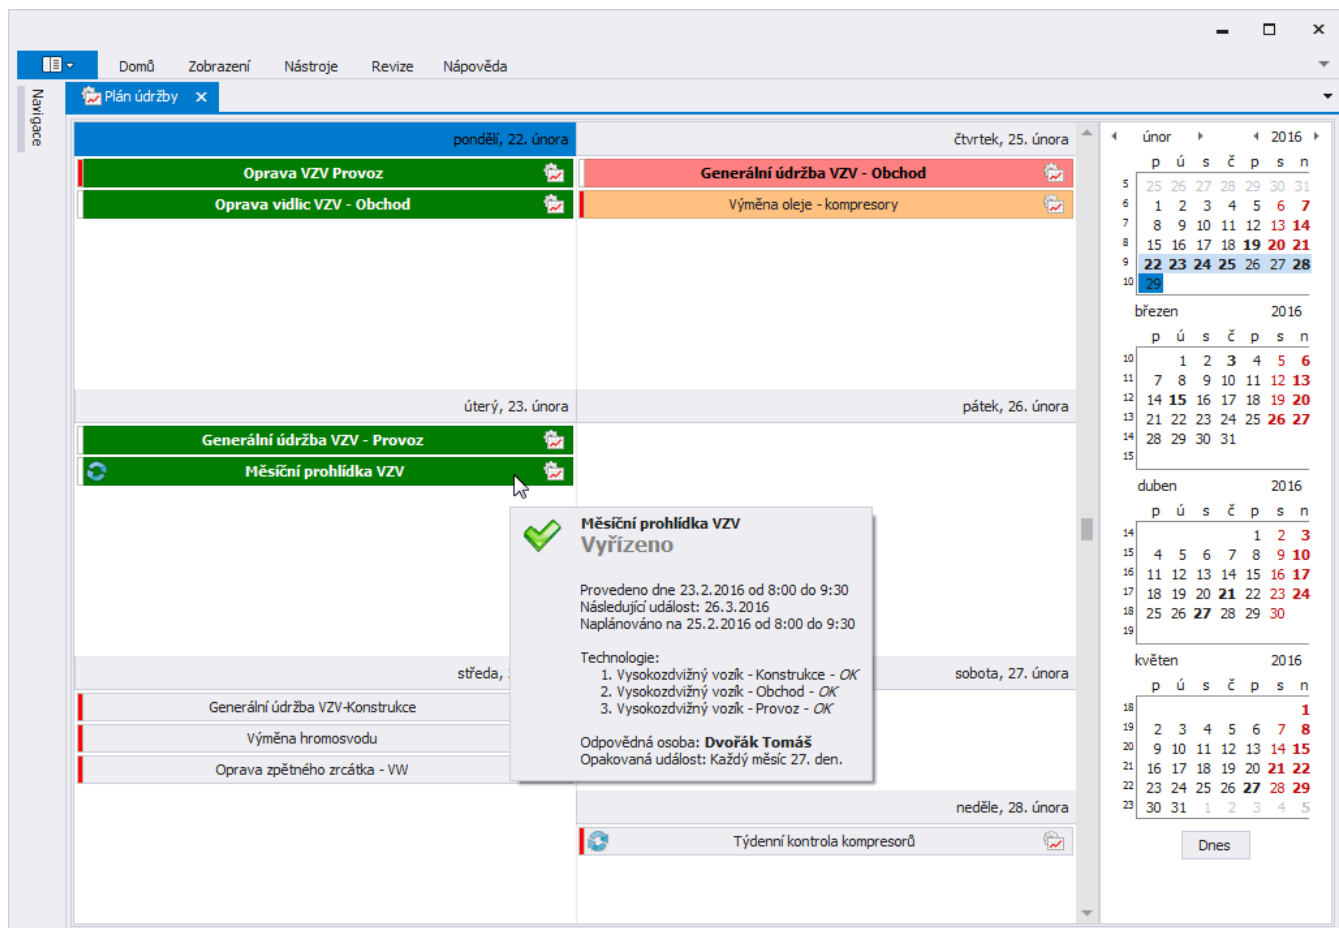 Domů Zobrazení Nástroje Revize Nápověda
Navigace
Plán údržby
pondělí, 22. února
Oprava VZV Provoz
Oprava vidlic VZV - Obchod
úterý, 23. února
Generální údržba VZV - Provoz
Měsíční prohlídka VZV
středa,
Generální údržba VZV-Konstrukce
Výměna hromosvodu
Oprava zpětného zrcátka - VW
čtvrtek, 25. února
Generální údržba VZV - Obchod
Výměna oleje - kompresory
pátek, 26. února
sobota, 27. února
neděle, 28. února
Týdenní kontrola kompresorů
Měsíční prohlídka VZV
Vyřízeno
Provedeno dne 23.2.2016 od 8:00 do 9:30
Následující událost: 26.3.2016
Naplánováno na 25.2.2016 od 8:00 do 9:30
Technologie:
1. Vysokozdvižný vozík - Konstrukce - OK
2. Vysokozdvižný vozík - Obchod - OK
3. Vysokozdvižný vozík - Provoz - OK
Odpovědná osoba: Dvořák Tomáš
Opakovaná událost: Každý měsíc 27. den.
únor 2016
p ú s č p s n
5 25 26 27 28 29 30 31
6 1 2 3 4 5 6 7
7 8 9 10 11 12 13 14
8 15 16 17 18 19 20 21
9 22 23 24 25 26 27 28
10 29
březen 2016
p ú s č p s n
10 1 2 3 4 5 6
11 7 8 9 10 11 12 13
12 14 15 16 17 18 19 20
13 21 22 23 24 25 26 27
14 28 29 30 31
15
duben 2016
p ú s č p s n
14 1 2 3
15 4 5 6 7 8 9 10
16 11 12 13 14 15 16 17
17 18 19 20 21 22 23 24
18 25 26 27 28 29 30
19
květen 2016
p ú s č p s n
18 1
19 2 3 4 5 6 7 8
20 9 10 11 12 13 14 15
21 16 17 18 19 20 21 22
22 23 24 25 26 27 28 29
23 30 31 1 2 3 4 5
Dnes